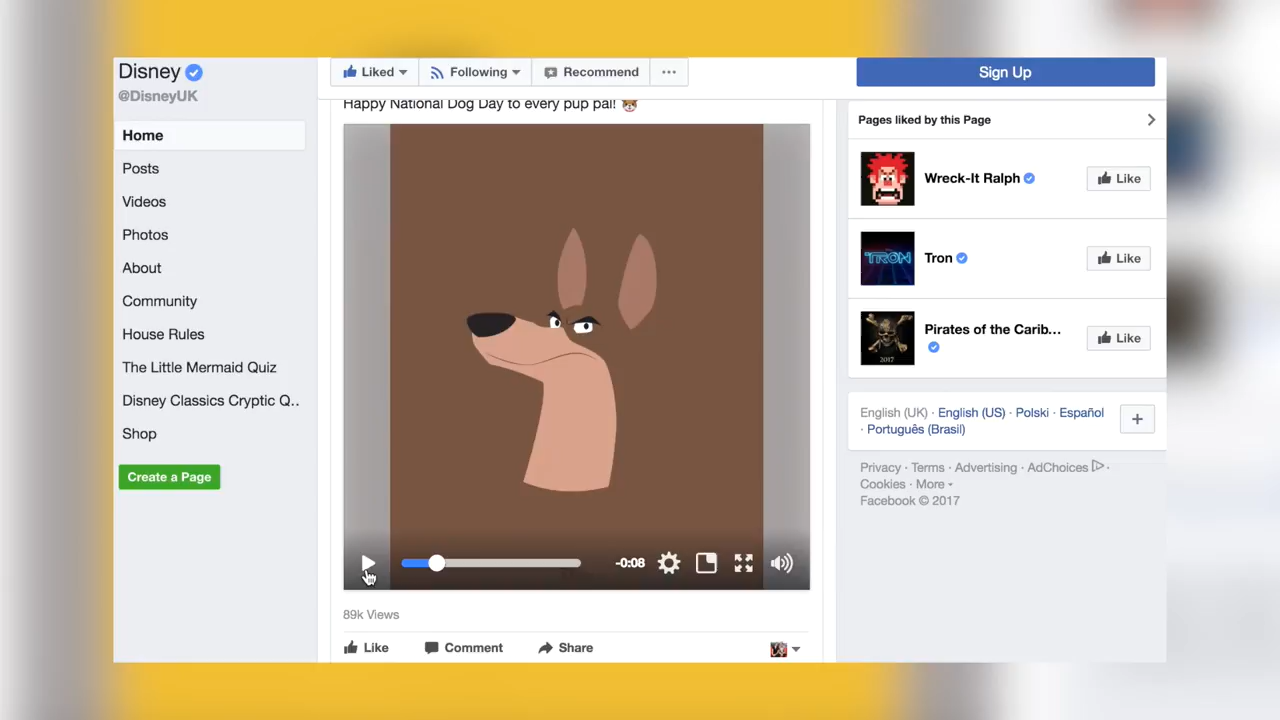 Disney
@DisneyUK
Home
Posts
Videos
Photos
About
Community
House Rules
The Little Mermaid Quiz
Disney Classics Cryptic Q..
Shop
Create a Page
Liked
Following
Recommend
Happy National Dog Day to every pup pal!
-0:08
89k Views
Like
Comment
Share
Sign Up
Pages liked by this Page
Wreck-It Ralph
Like
TRON
Tron
Like
2017
Pirates of the Carib...
Like
English (UK) · English (US) · Polski · Español
· Português (Brasil)
Privacy · Terms · Advertising · AdChoices ·
Cookies · More
Facebook © 2017